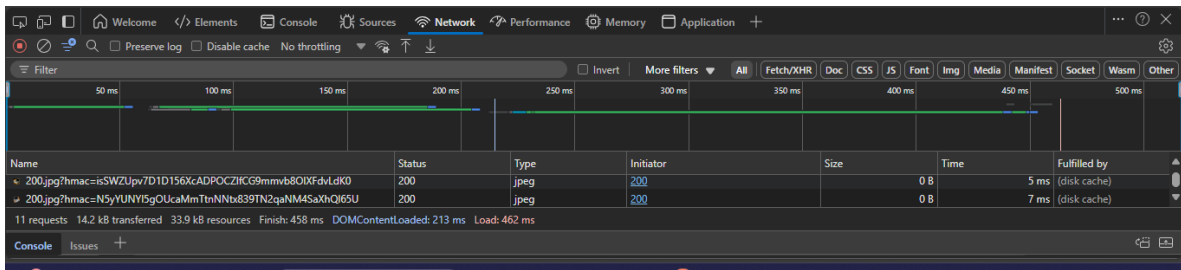 Welcome </> Elements Console Sources Network Performance Memory Application
Preserve log Disable cache No throttling
Filter Invert More filters All Fetch/XHR Doc CSS JS Font Img Media Manifest Socket Wasm Other
50 ms 100 ms 150 ms 200 ms 250 ms 300 ms 350 ms 400 ms 450 ms 500 ms
Name Status Type Initiator Size Time Fulfilled by
200.jpg?hmac=isSWZUpv7D1D156XcADPOCZlfCG9mmvb8OIXFdvLdK0 200 jpeg 200 0 B 5 ms (disk cache)
200.jpg?hmac=N5yYUNYI5gOUcaMmTtnNNtx839TN2qaNM4SaXhQl65U 200 jpeg 200 0 B 7 ms (disk cache)
11 requests 14.2 kB transferred 33.9 kB resources Finish: 458 ms DOMContentLoaded: 213 ms Load: 462 ms
Console Issues